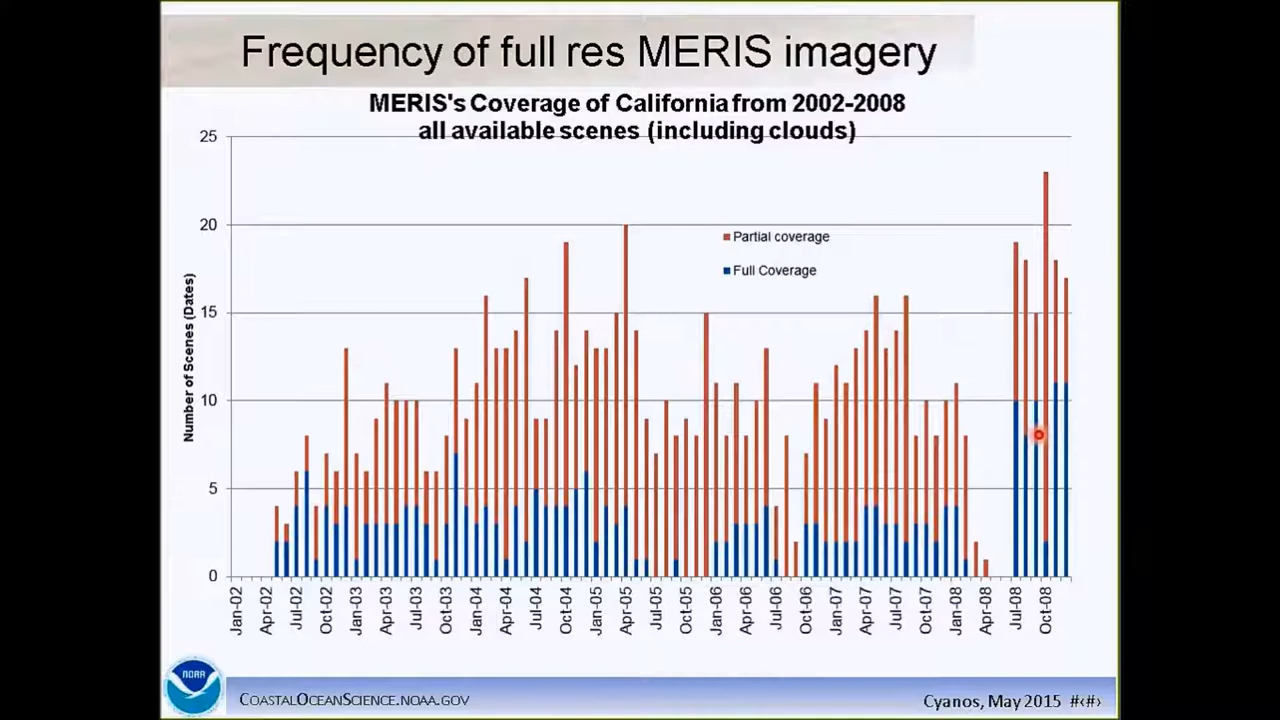 Frequency of full res MERIS imagery
MERIS's Coverage of California from 2002-2008
all available scenes (including clouds)
25
20
15
10
5
0
Number of Scenes (Dates)
Partial coverage
Full Coverage
Jan-02
Apr-02
Jul-02
Oct-02
Jan-03
Apr-03
Jul-03
Oct-03
Jan-04
Apr-04
Jul-04
Oct-04
Jan-05
Apr-05
Jul-05
Oct-05
Jan-06
Apr-06
Jul-06
Oct-06
Jan-07
Apr-07
Jul-07
Oct-07
Jan-08
Apr-08
Jul-08
Oct-08
NOAA
COASTALOCEANSCIENCE.NOAA.GOV
Cyanos, May 2015 #‹#›